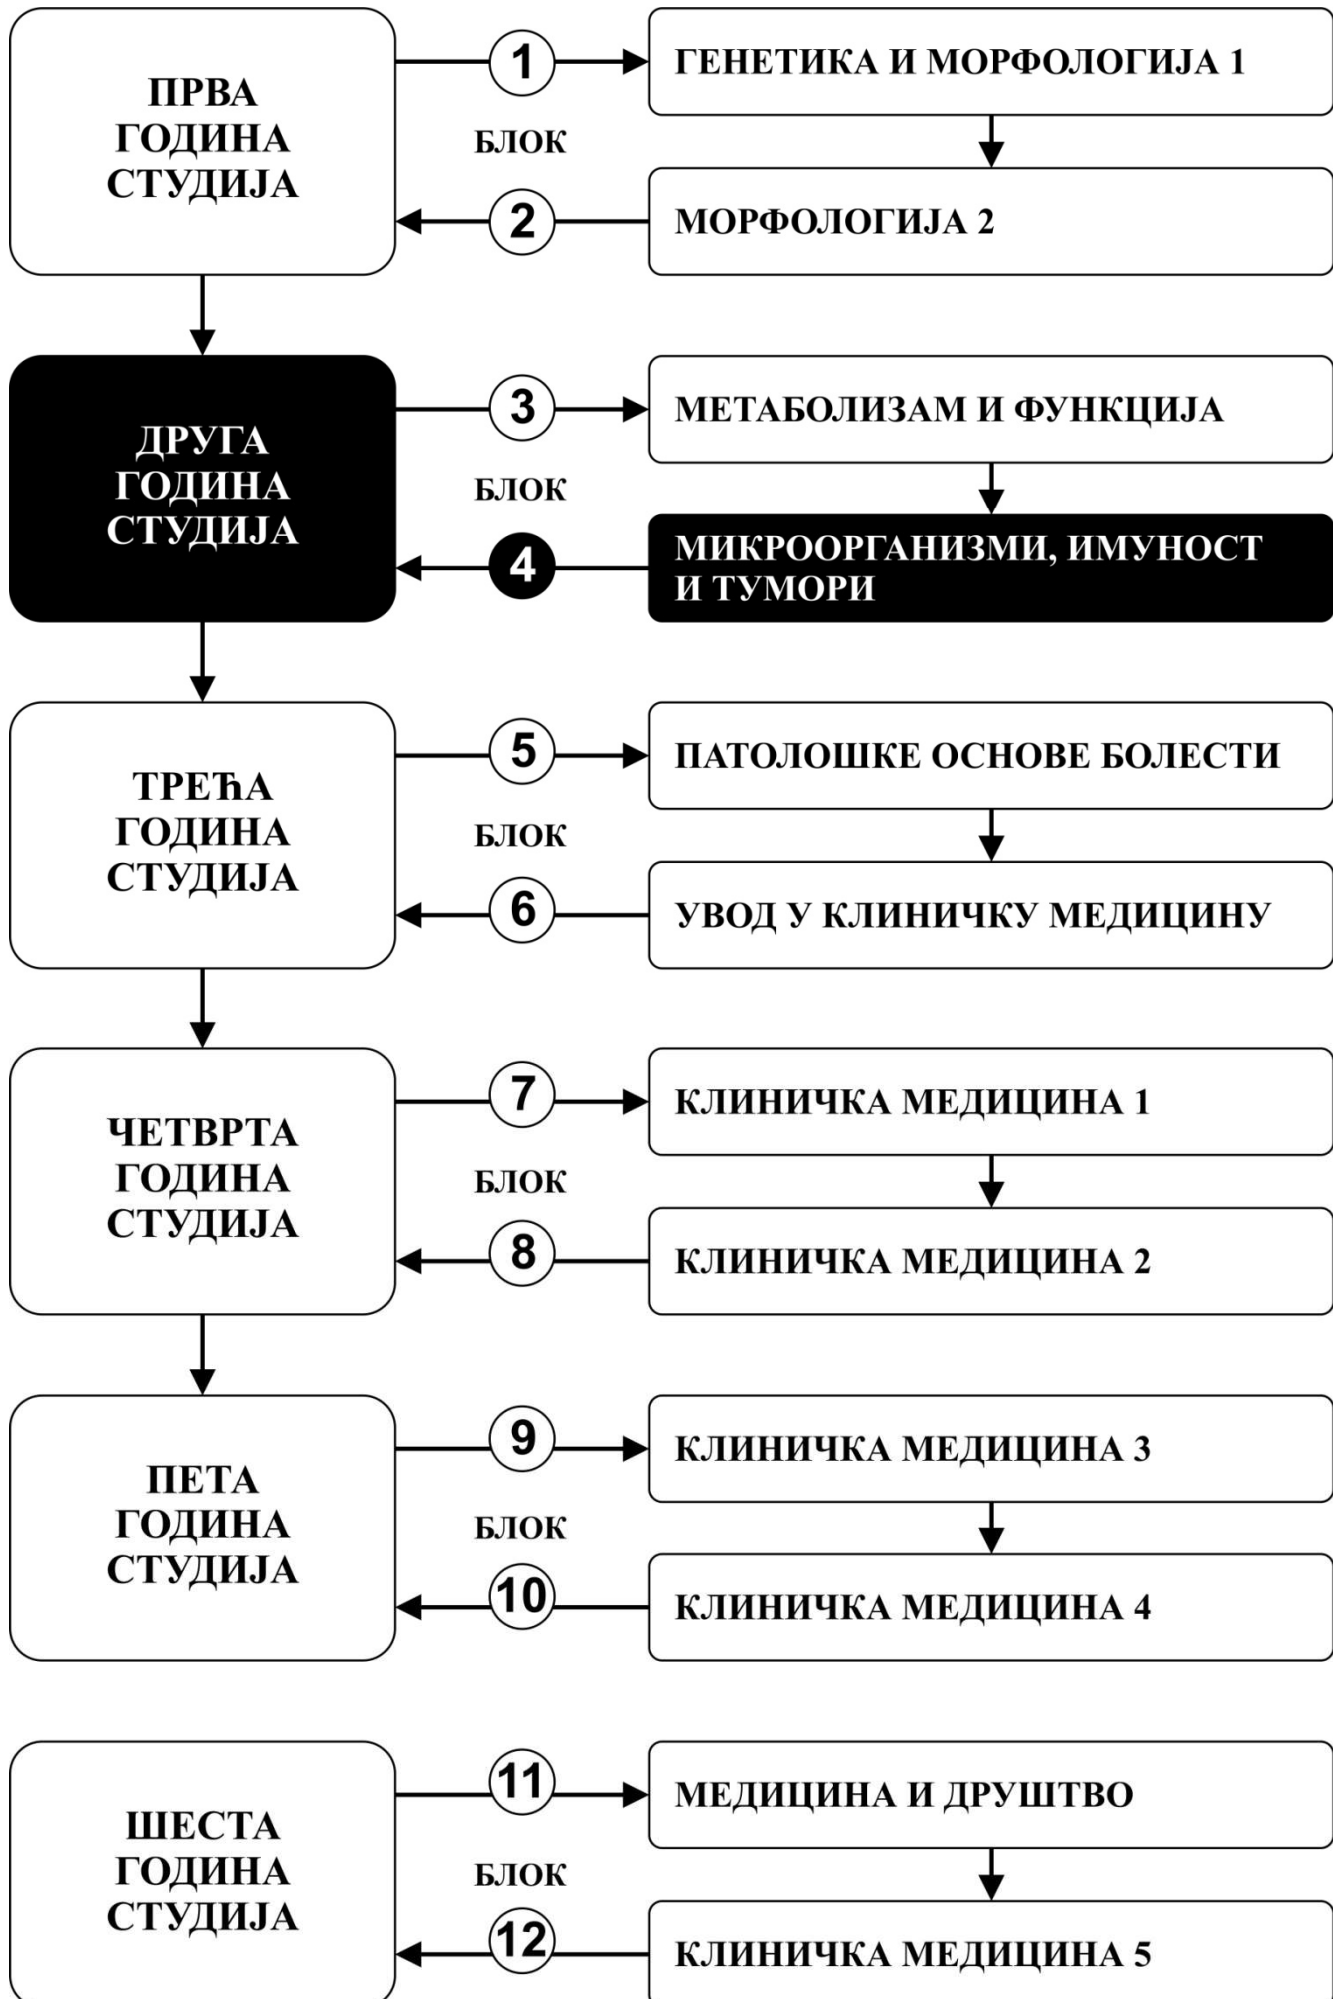 ПРВА
ГОДИНА
СТУДИЈА
1
ГЕНЕТИКА И МОРФОЛОГИЈА 1
БЛОК
2
МОРФОЛОГИЈА 2
ДРУГА
ГОДИНА
СТУДИЈА
3
МЕТАБОЛИЗАМ И ФУНКЦИЈА
БЛОК
4
МИКРООРГАНИЗМИ, ИМУНОСТ
И ТУМОРИ
ТРЕЋА
ГОДИНА
СТУДИЈА
5
ПАТОЛОШКЕ ОСНОВЕ БОЛЕСТИ
БЛОК
6
УВОД У КЛИНИЧКУ МЕДИЦИНУ
ЧЕТВРТА
ГОДИНА
СТУДИЈА
7
КЛИНИЧКА МЕДИЦИНА 1
БЛОК
8
КЛИНИЧКА МЕДИЦИНА 2
ПЕТА
ГОДИНА
СТУДИЈА
9
КЛИНИЧКА МЕДИЦИНА 3
БЛОК
10
КЛИНИЧКА МЕДИЦИНА 4
ШЕСТА
ГОДИНА
СТУДИЈА
11
МЕДИЦИНА И ДРУШТВО
БЛОК
12
КЛИНИЧКА МЕДИЦИНА 5